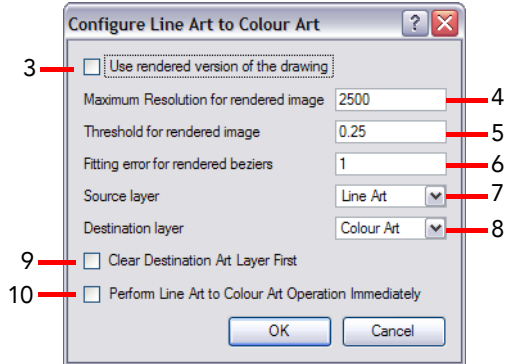 Configure Line Art to Colour Art ?
3 Use rendered version of the drawing
Maximum Resolution for rendered image 2500 4
Threshold for rendered image 0.25 5
Fitting error for rendered beziers 1 6
Source layer Line Art 7
Destination layer Colour Art 8
9 Clear Destination Art Layer First
10 Perform Line Art to Colour Art Operation Immediately
OK Cancel